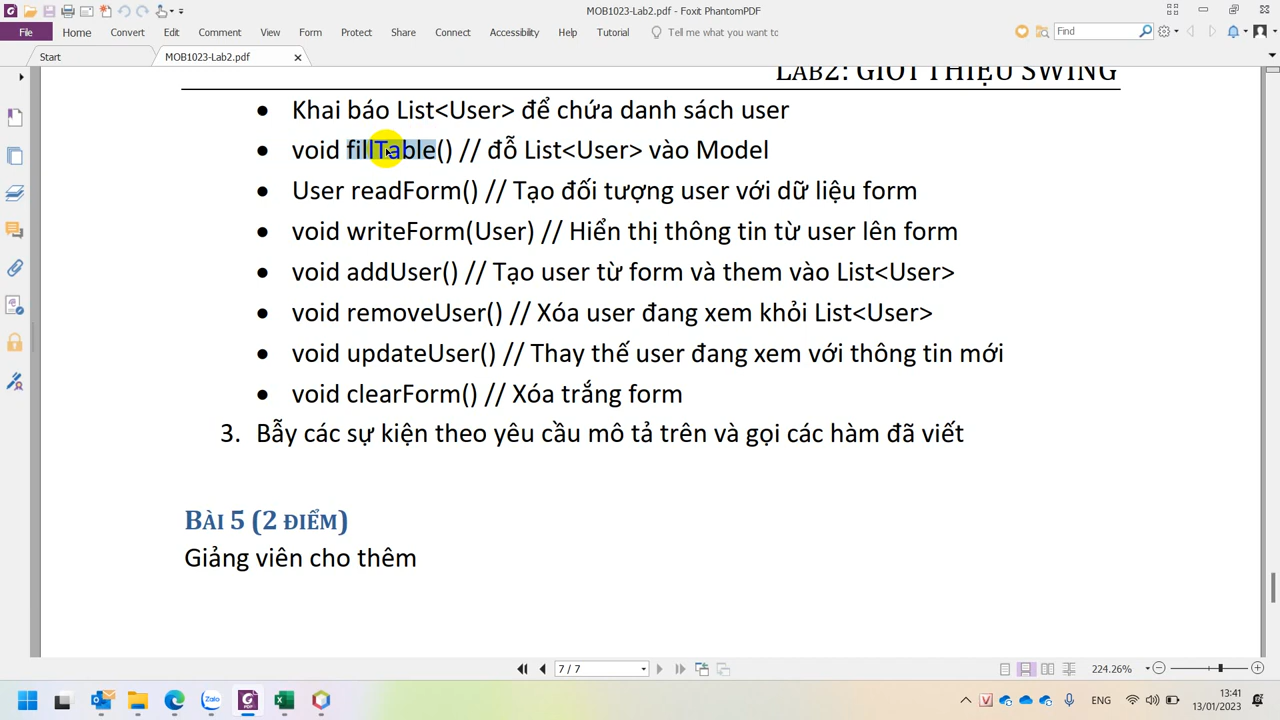 MOB1023-Lab2.pdf - Foxit PhantomPDF
File Home Convert Edit Comment View Form Protect Share Connect Accessibility Help Tutorial Tell me what you want to Find
Start MOB1023-Lab2.pdf
LAB2: GIỚI THIỆU SWING
• Khai báo List<User> để chứa danh sách user
• void fillTable() // đỗ List<User> vào Model
• User readForm() // Tạo đối tượng user với dữ liệu form
• void writeForm(User) // Hiển thị thông tin từ user lên form
• void addUser() // Tạo user từ form và them vào List<User>
• void removeUser() // Xóa user đang xem khỏi List<User>
• void updateUser() // Thay thế user đang xem với thông tin mới
• void clearForm() // Xóa trắng form
3. Bẫy các sự kiện theo yêu cầu mô tả trên và gọi các hàm đã viết
BÀI 5 (2 ĐIỂM)
Giảng viên cho thêm
7 / 7 224.26%
Zalo PDF ENG 13:41
13/01/2023